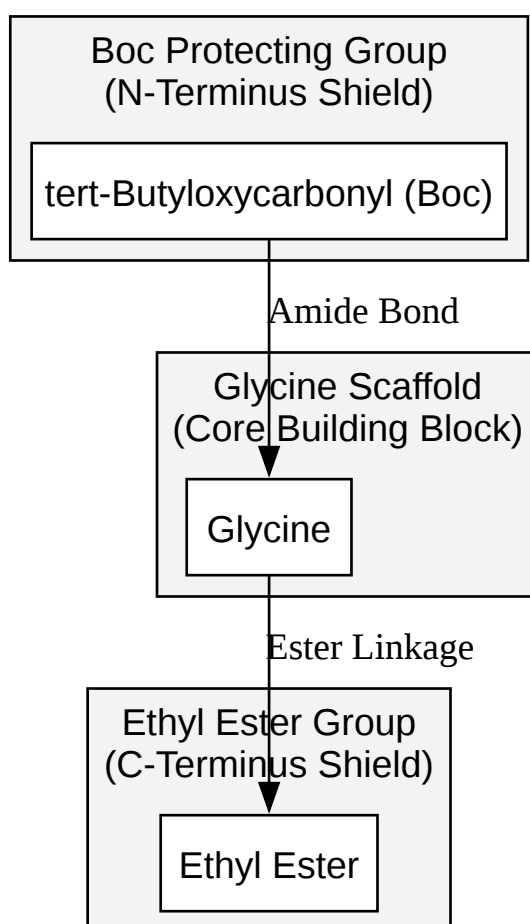 Boc Protecting Group
(N-Terminus Shield)
tert-Butyloxycarbonyl (Boc)
Amide Bond
Glycine Scaffold
(Core Building Block)
Glycine
Ester Linkage
Ethyl Ester Group
(C-Terminus Shield)
Ethyl Ester